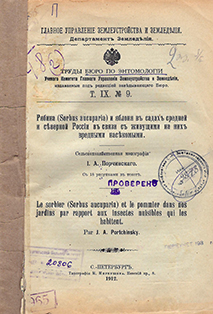 ГЛАВНОЕ УПРАВЛЕНІЕ ЗЕМЛЕУСТРОЙСТВА И ЗЕМЛЕДѢЛІЯ.
Департаментъ Земледѣлія.
ТРУДЫ БЮРО ПО ЭНТОМОЛОГІИ
Ученаго Комитета Главнаго Управленія Землеустройства и Земледѣлія,
издаваемые подъ редакціей завѣдывающаго Бюро.
Т. IX. № 9.
Рябина (Sorbus aucuparia) и яблони въ садахъ средней
и сѣверной Россіи въ связи съ живущими на нихъ
вредными насѣкомыми.
Сельскохозяйственная монографія
І. А. Порчинскаго.
Съ рисунками въ текстѣ.
ПРОВЕРЕНО
Le sorbier (Sorbus aucuparia) et le pommier dans les
jardins par rapport aux insectes nuisibles qui les
habitent.
Par J. A. Portchinsky.
20806
С.-ПЕТЕРБУРГЪ.
1912.